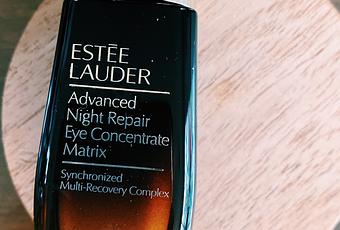 ESTĒE
LAUDER
Advanced
Night Repair
Eye Concentrate
Matrix
Synchronized
Multi-Recovery Complex